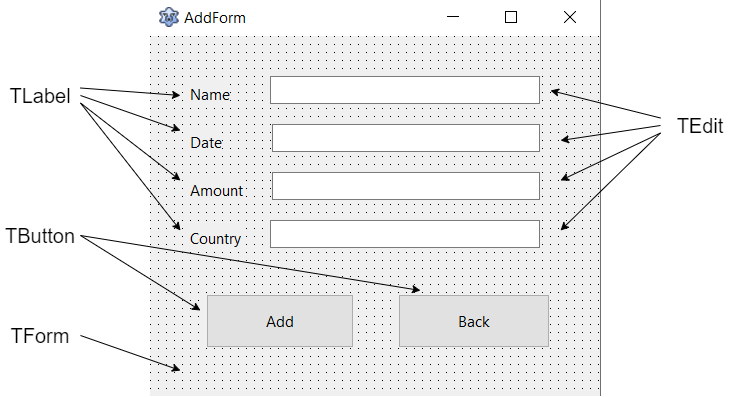 AddForm
TLabel
Name
TEdit
Date
Amount
TButton
Country
Add
Back
TForm